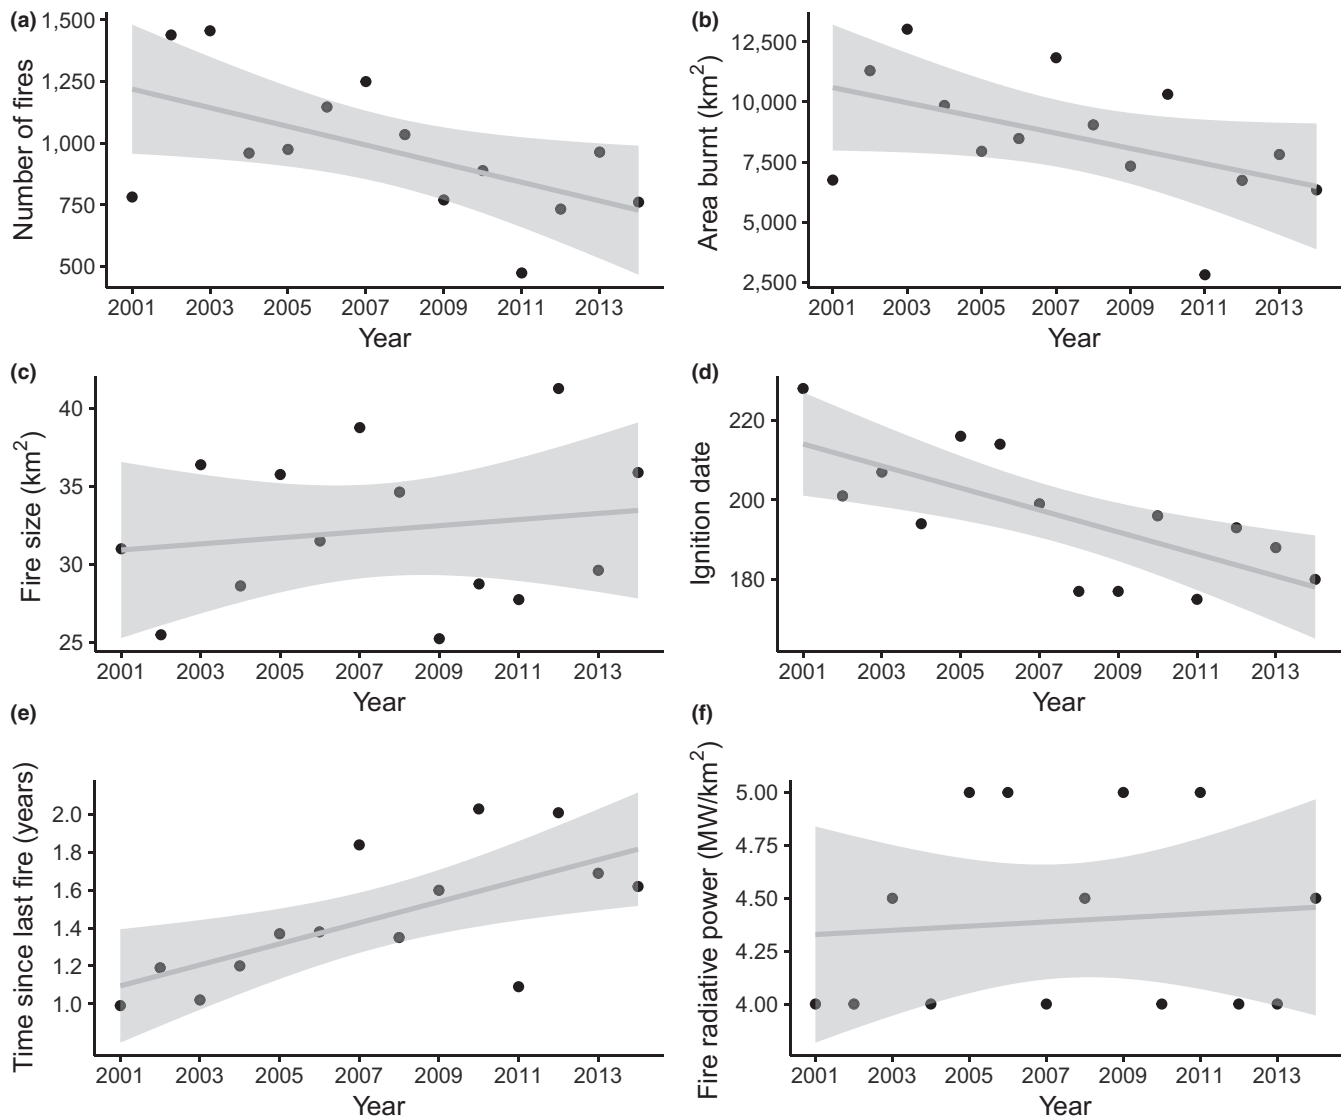 (a)
Number of fires
1,500
1,250
1,000
750
500
2001 2003 2005 2007 2009 2011 2013
Year
(b)
Area burnt (km²)
12,500
10,000
7,500
5,000
2,500
2001 2003 2005 2007 2009 2011 2013
Year
(c)
Fire size (km²)
40
35
30
25
2001 2003 2005 2007 2009 2011 2013
Year
(d)
Ignition date
220
200
180
2001 2003 2005 2007 2009 2011 2013
Year
(e)
Time since last fire (years)
2.0
1.8
1.6
1.4
1.2
1.0
2001 2003 2005 2007 2009 2011 2013
Year
(f)
Fire radiative power (MW/km²)
5.00
4.75
4.50
4.25
4.00
2001 2003 2005 2007 2009 2011 2013
Year